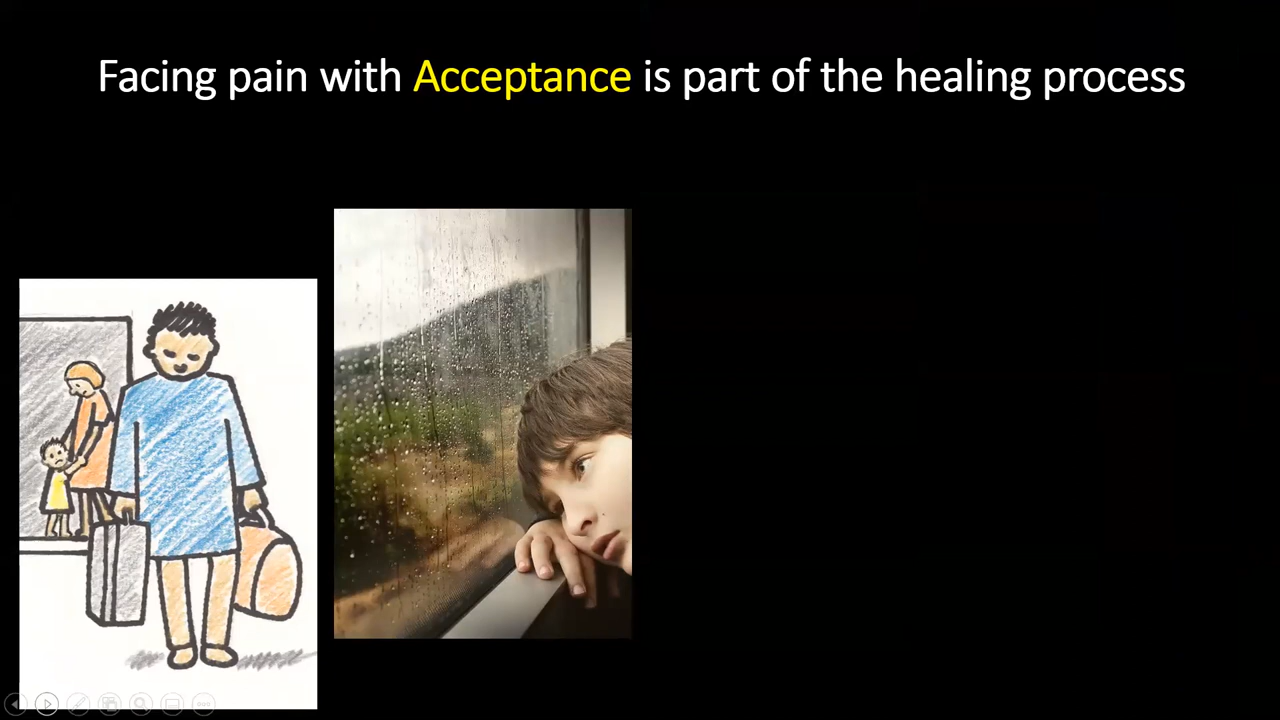 Facing pain with Acceptance is part of the healing process